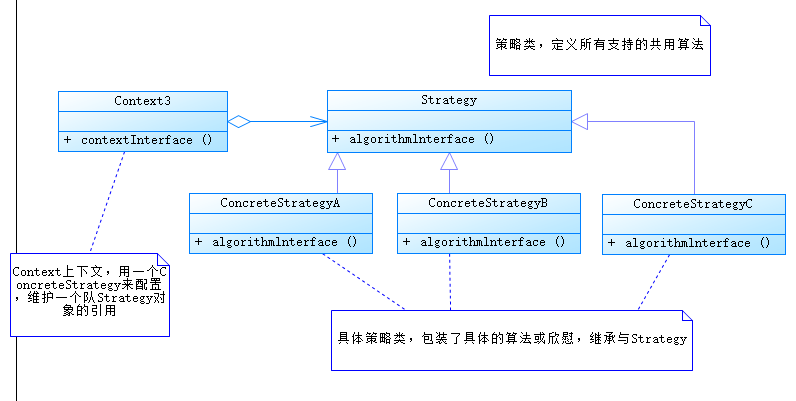 策略类，定义所有支持的共用算法
Context3
+ contextInterface ()
Strategy
+ algorithmlnterface ()
ConcreteStrategyA
+ algorithmlnterface ()
ConcreteStrategyB
+ algorithmlnterface ()
ConcreteStrategyC
+ algorithmlnterface ()
Context上下文，用一个C
oncreteStrategy来配置
，维护一个队Strategy对
象的引用
具体策略类，包装了具体的算法或欣慰，继承与Strategy